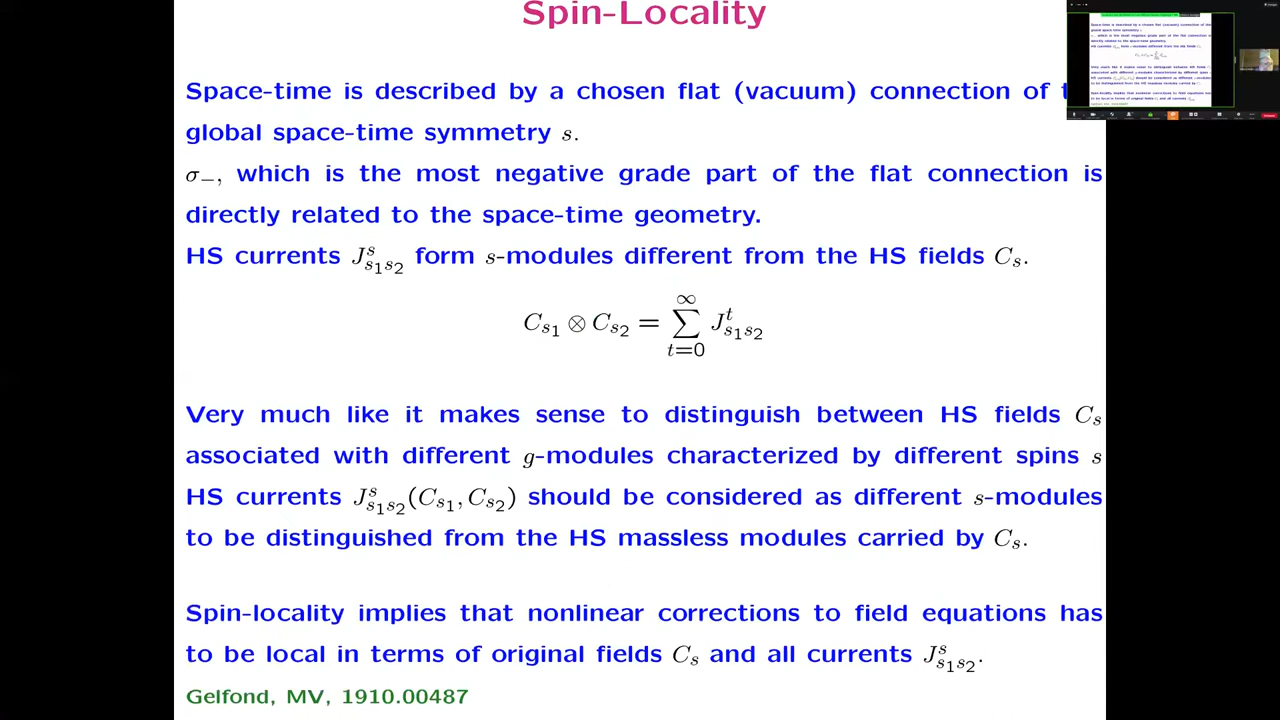 Spin-Locality
Space-time is described by a chosen flat (vacuum) connection of
global space-time symmetry s.
σ₋, which is the most negative grade part of the flat connection is
directly related to the space-time geometry.
HS currents J^s_{s₁s₂} form s-modules different from the HS fields C_s.
C_{s₁} ⊗ C_{s₂} = ∑_{t=0}^{∞} J^t_{s₁s₂}
Very much like it makes sense to distinguish between HS fields C_s
associated with different g-modules characterized by different spins s
HS currents J^s_{s₁s₂}(C_{s₁}, C_{s₂}) should be considered as different s-modules
to be distinguished from the HS massless modules carried by C_s.
Spin-locality implies that nonlinear corrections to field equations has
to be local in terms of original fields C_s and all currents J^s_{s₁s₂}.
Gelfond, MV, 1910.00487